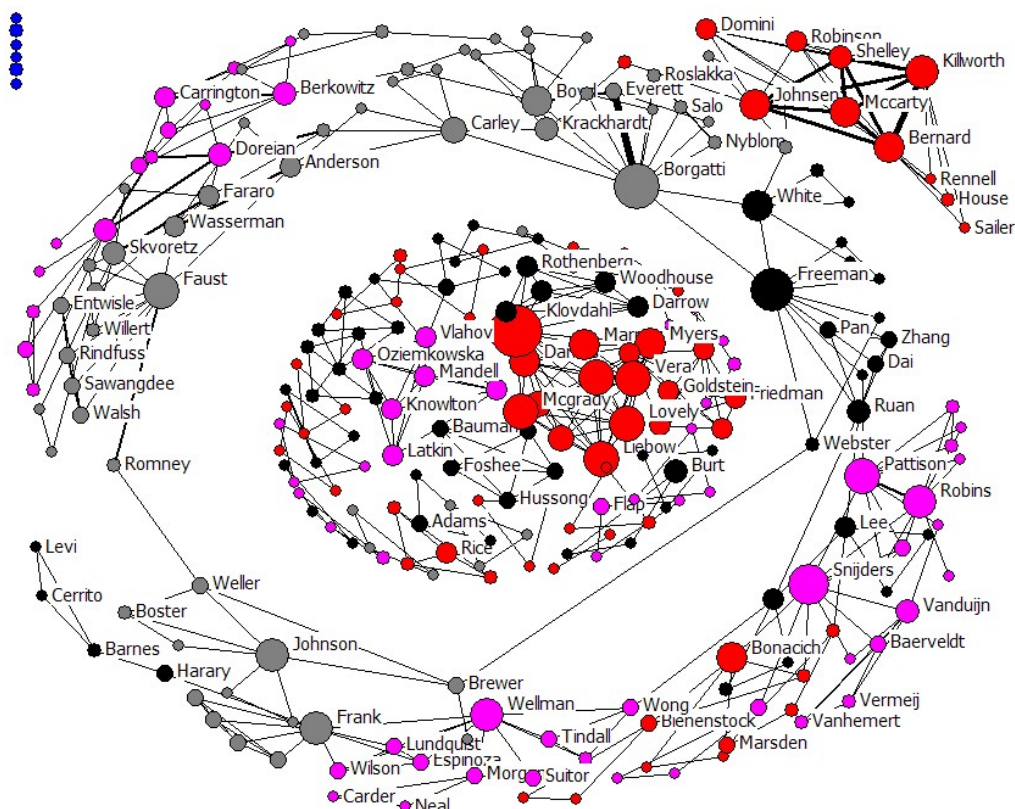 Domini
Robinson
Shelley
Killworth
Roslakka
Everett
Johnsen
Mccarty
Berkowitz
Carrington
Salo
Krackhardt
Carley
Nyblom
Bernard
Doreian
Anderson
Borgatti
Rennell
Fararo
House
White
Wasserman
Sailer
Skvoretz
Rothenberg
Woodhouse
Freeman
Faust
Entwisle
Klovdahl
Darrow
Willert
Vlahov
Myers
Pan
Zhang
Rindfuss
Oziemkowska
Vera
Dai
Mandell
Sawangdee
Goldstein
Friedman
Mcgrady
Knowlton
Lovely
Ruan
Walsh
Bauman
Liebow
Webster
Romney
Latkin
Pattison
Foshee
Burt
Robins
Hussong
Flap
Adams
Lee
Levi
Rice
Snijders
Weller
Cerrito
Boster
Vanduijn
Barnes
Johnson
Baerveldt
Bonacich
Harary
Brewer
Wellman
Wong
Vermeij
Frank
Bienenstock
Vanhemert
Lundquist
Tindall
Marsden
Espinoza
Wilson
Suitor
Carder
Neal